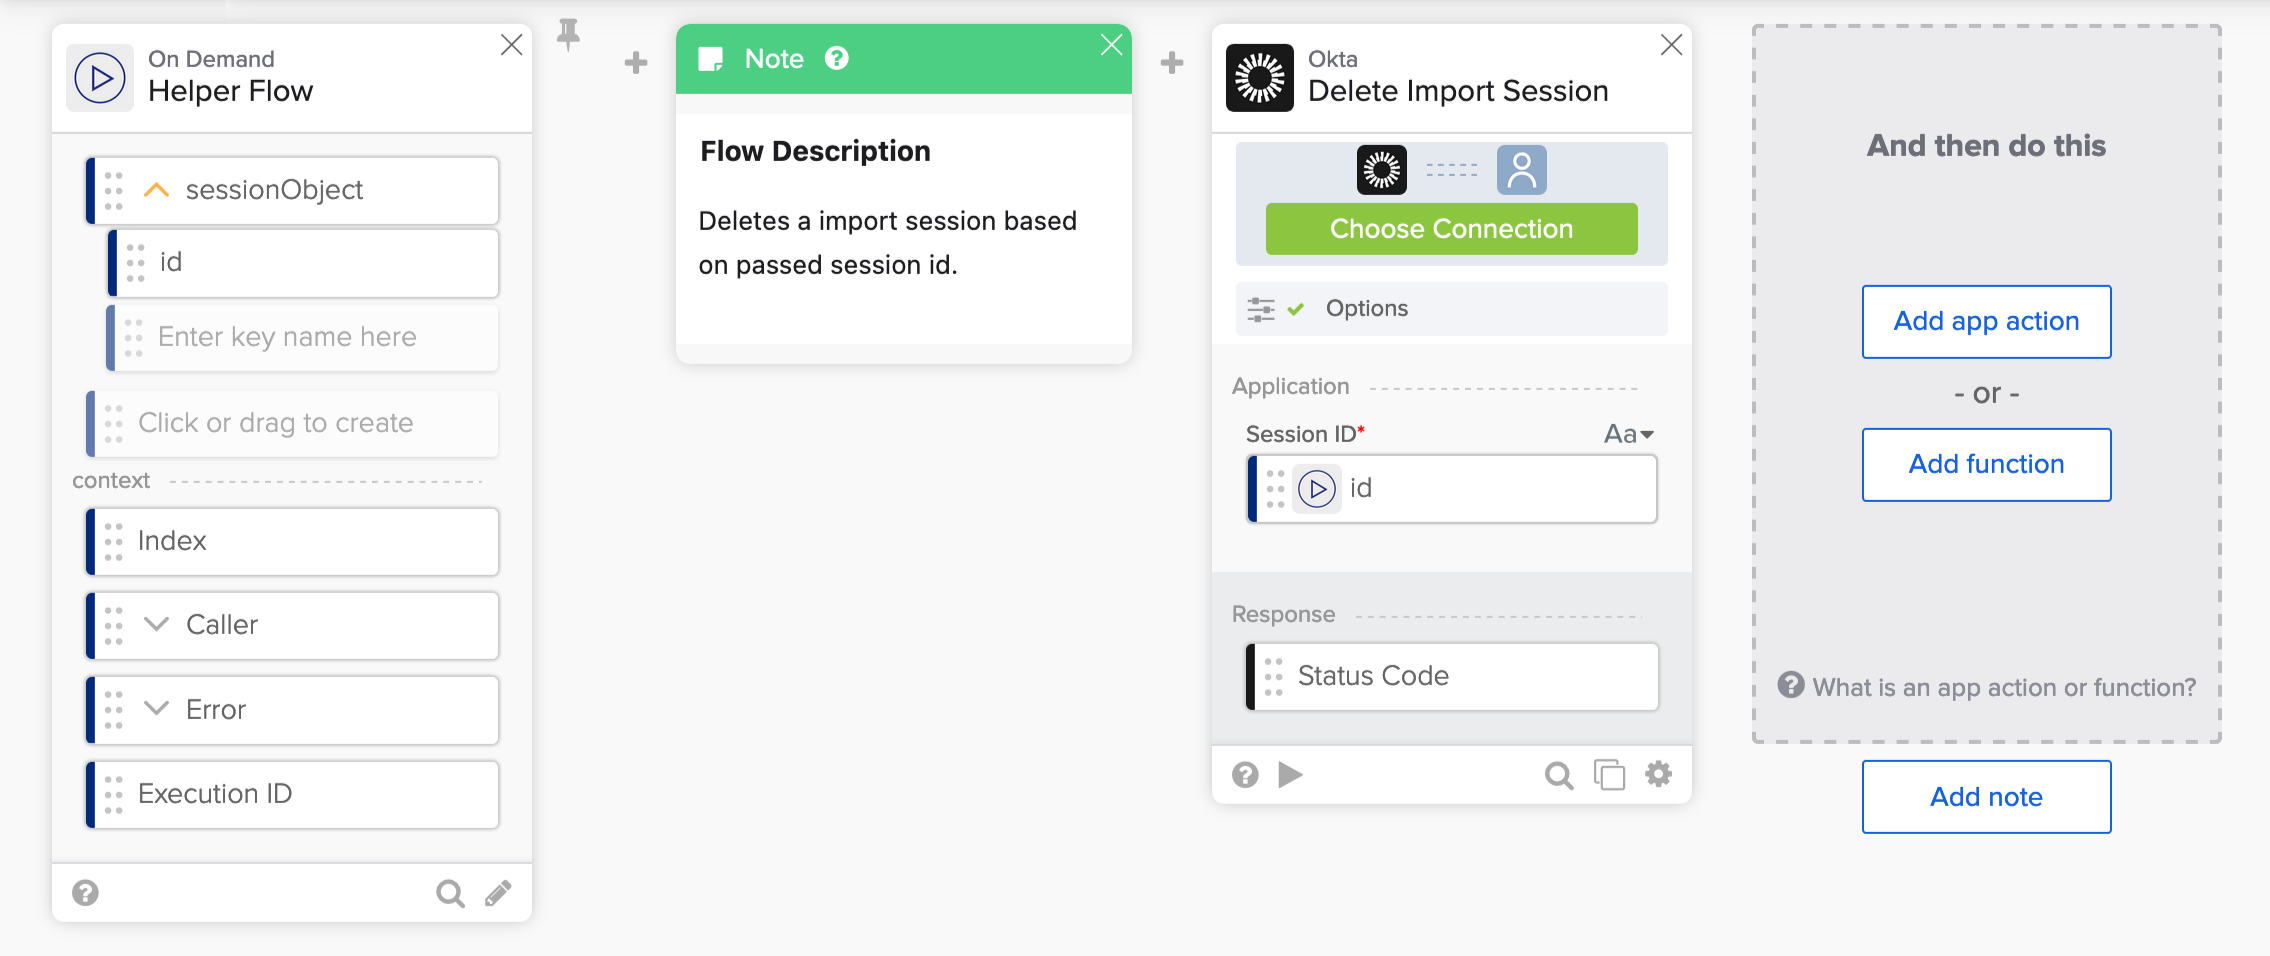 On Demand
Helper Flow
sessionObject
id
Enter key name here
Click or drag to create
context
Index
Caller
Error
Execution ID
Note
Flow Description
Deletes a import session based
on passed session id.
Okta
Delete Import Session
Choose Connection
Options
Application
Session ID*
Aa
id
Response
Status Code
And then do this
Add app action
- or -
Add function
What is an app action or function?
Add note